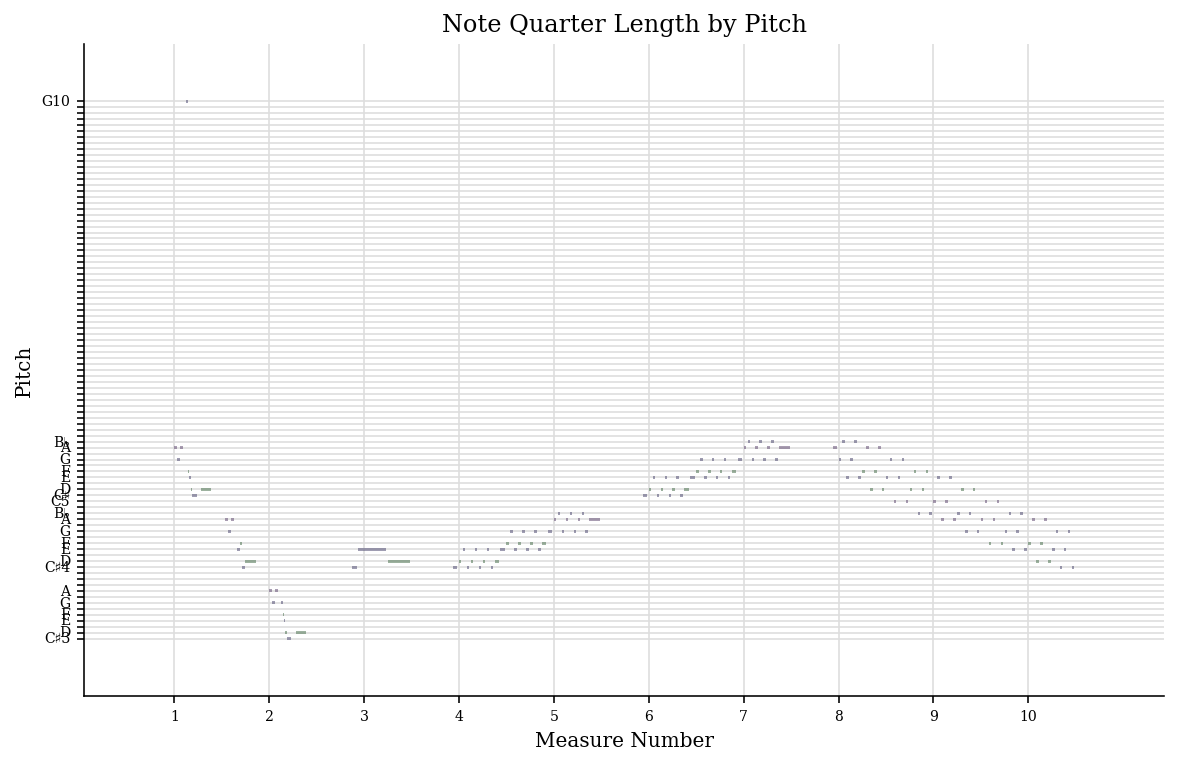 Note Quarter Length by Pitch
Pitch
G10
B♭
A
G
F
E
D
C♯
C5
B♭
A
G
F
E
D
C♯4
A
G
F
E
D
C♯3
1 2 3 4 5 6 7 8 9 10
Measure Number